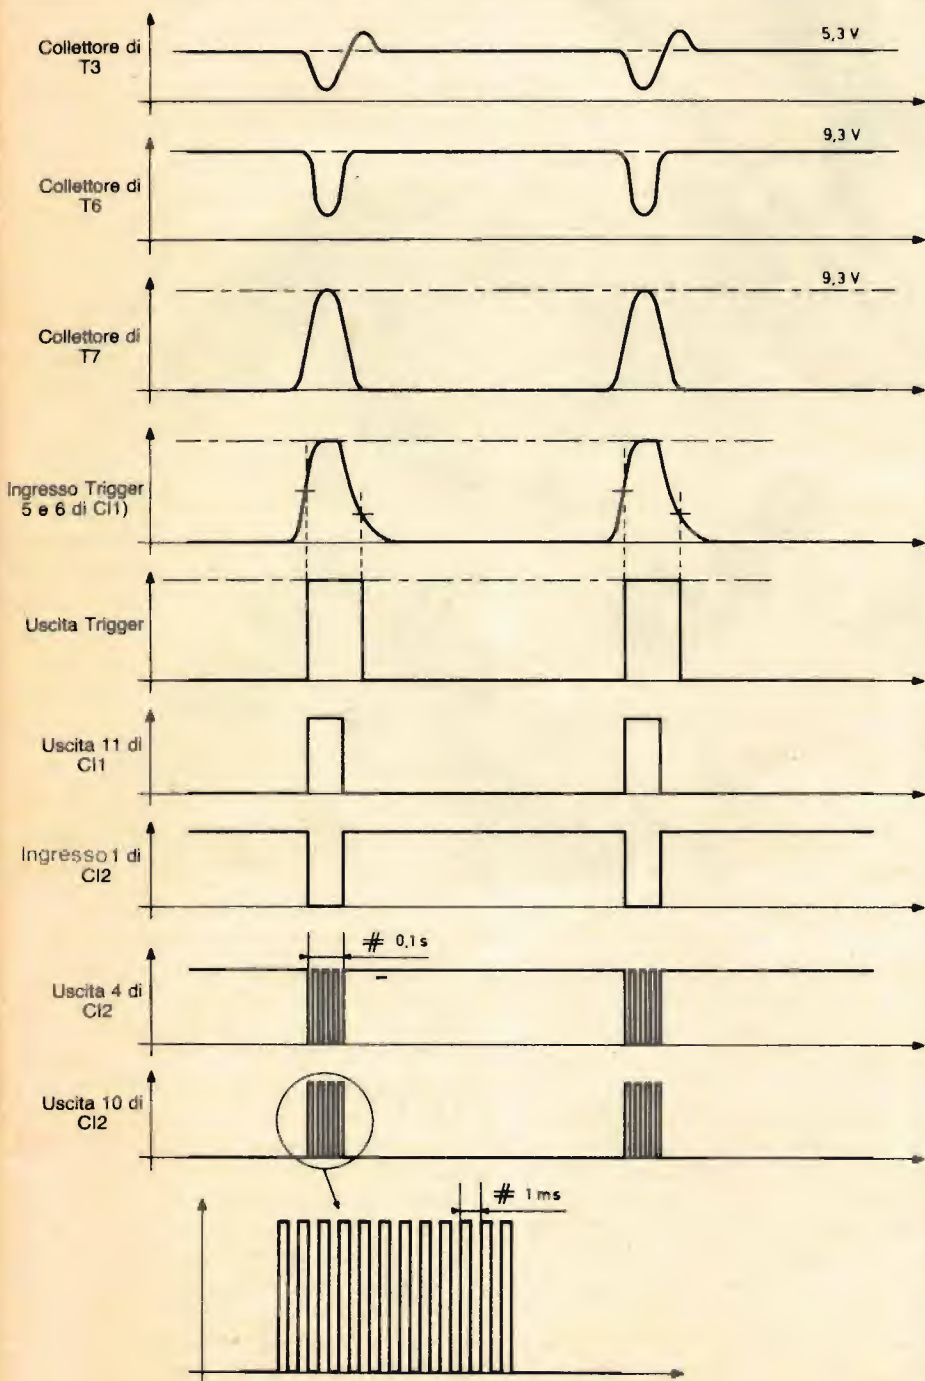 Collettore di
T3
5,3 V
Collettore di
T6
9,3 V
Collettore di
T7
9,3 V
Ingresso Trigger
5 e 6 di CI1)
Uscita Trigger
Uscita 11 di
CI1
Ingresso 1 di
CI2
Uscita 4 di
CI2
# 0,1 s
Uscita 10 di
CI2
# 1 ms